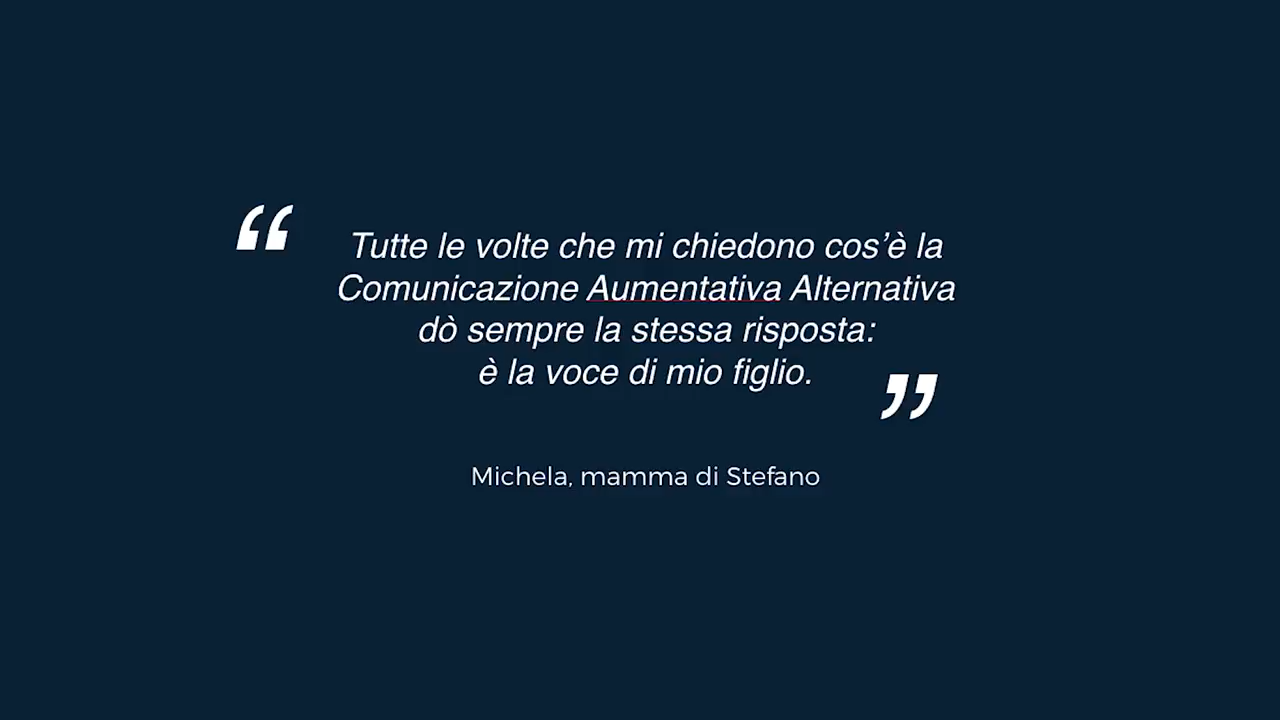 “ Tutte le volte che mi chiedono cos’è la
Comunicazione Aumentativa Alternativa
dò sempre la stessa risposta:
è la voce di mio figlio. ”
Michela, mamma di Stefano